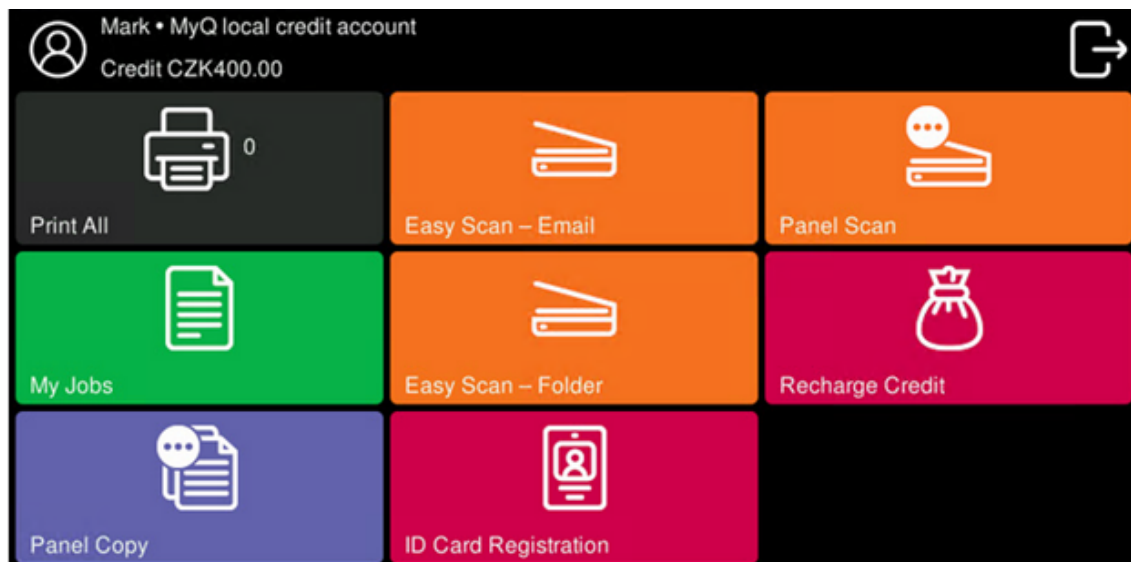 Mark • MyQ local credit account
Credit CZK400.00
0
Print All
Easy Scan – Email
Panel Scan
My Jobs
Easy Scan – Folder
Recharge Credit
Panel Copy
ID Card Registration